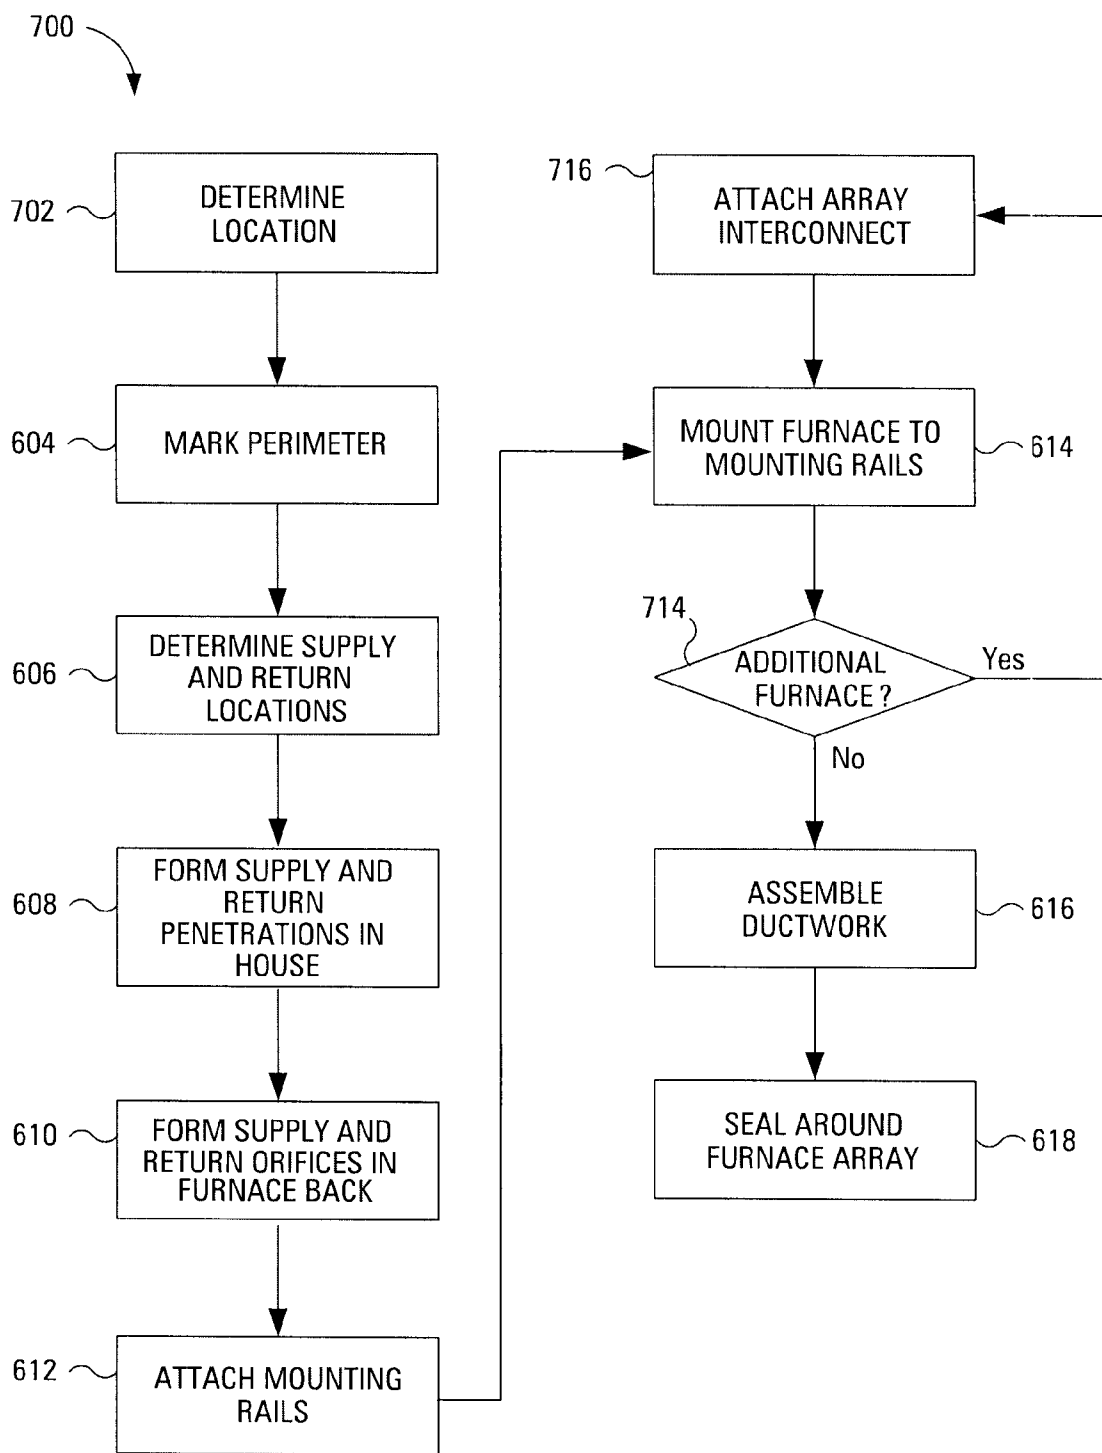 700
702
DETERMINE
LOCATION
604
MARK PERIMETER
606
DETERMINE SUPPLY
AND RETURN
LOCATIONS
608
FORM SUPPLY AND
RETURN
PENETRATIONS IN
HOUSE
610
FORM SUPPLY AND
RETURN ORIFICES IN
FURNACE BACK
612
ATTACH MOUNTING
RAILS
716
ATTACH ARRAY
INTERCONNECT
MOUNT FURNACE TO
MOUNTING RAILS
614
714
ADDITIONAL
FURNACE?
Yes
No
ASSEMBLE
DUCTWORK
616
SEAL AROUND
FURNACE ARRAY
618